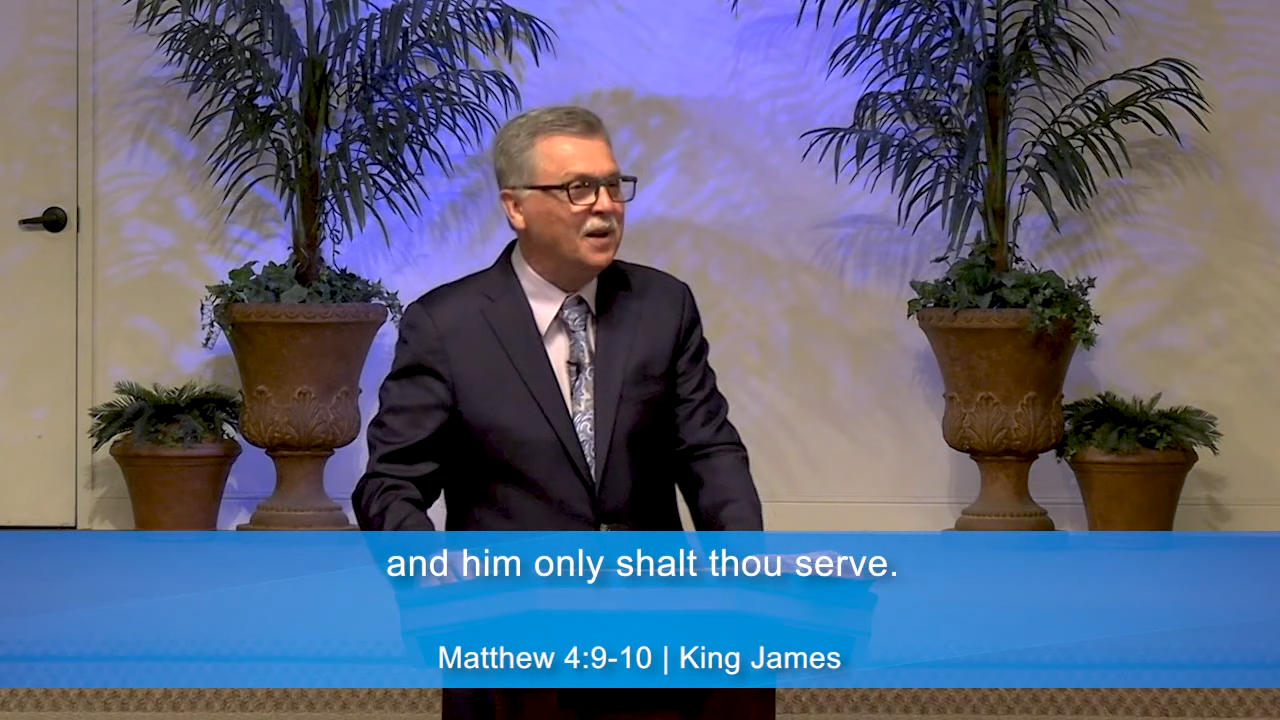 and him only shalt thou serve.
Matthew 4:9-10 | King James